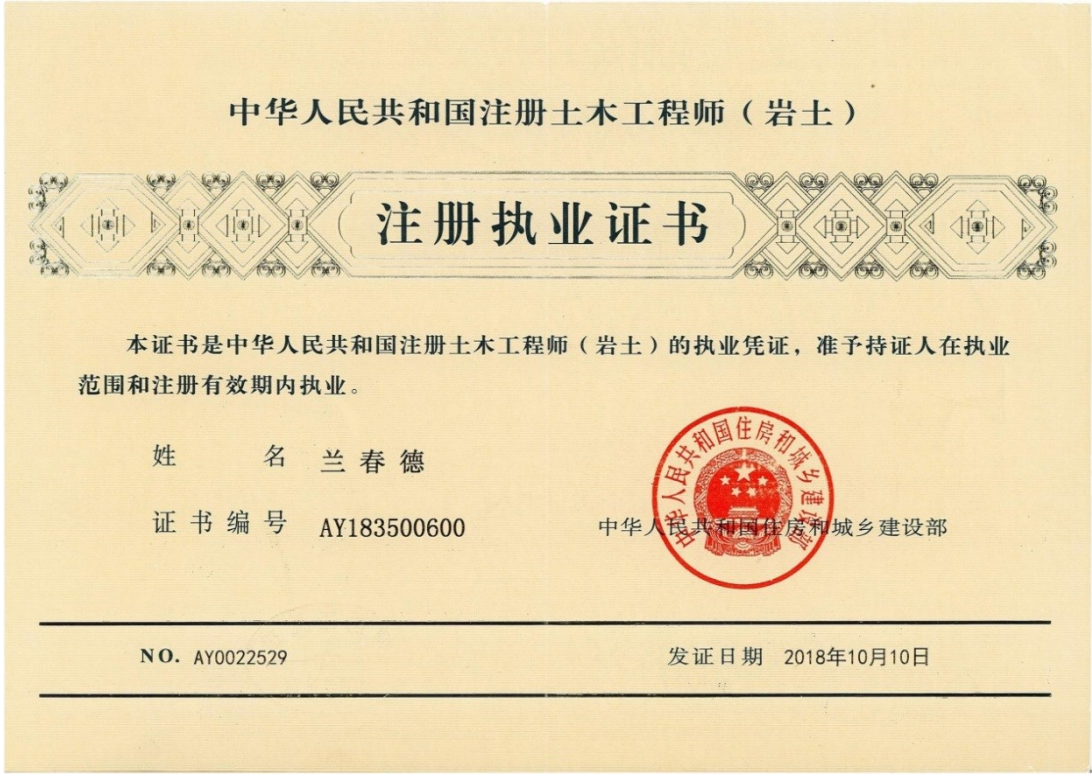 中华人民共和国注册土木工程师（岩土）
注册执业证书
本证书是中华人民共和国注册土木工程师（岩土）的执业凭证，准予持证人在执业
范围和注册有效期内执业。
姓 名 兰春德
证书编号 AY183500600
中华人民共和国住房和城乡建设部
中华人民共和国住房和城乡建设部
NO. AY0022529 发证日期 2018年10月10日